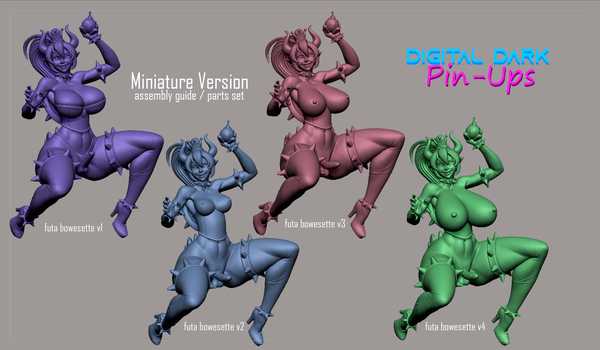 DIGITAL DARK
Pin-Ups
Miniature Version
assembly guide / parts set
futa bowesette v1
futa bowesette v3
futa bowesette v2
futa bowesette v4